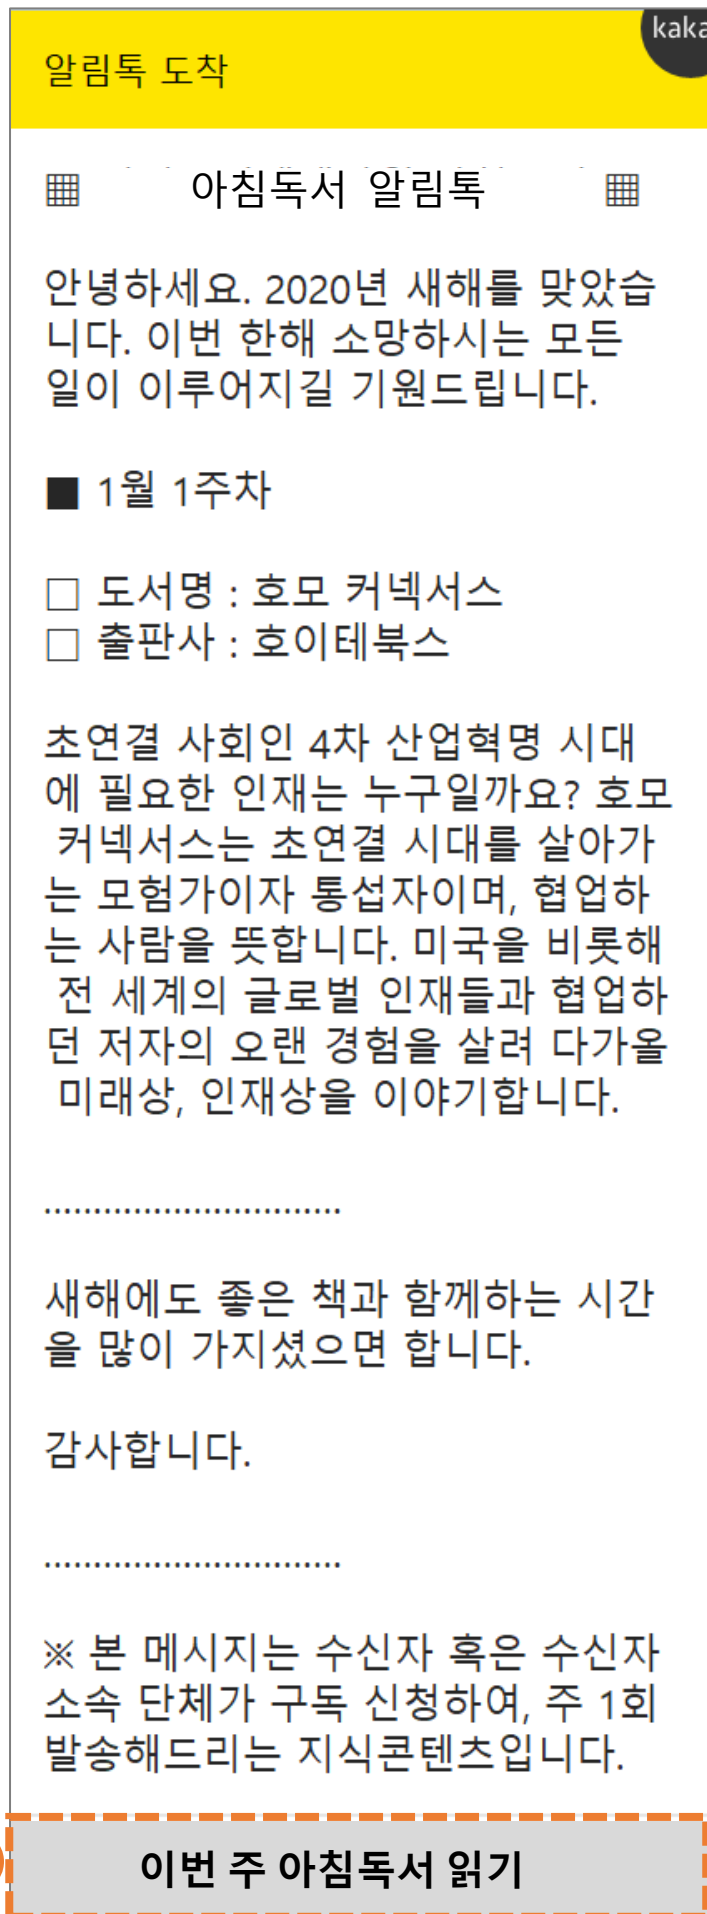 알림톡 도착
kaka
▦ 아침독서 알림톡 ▦
안녕하세요. 2020년 새해를 맞았습
니다. 이번 한해 소망하시는 모든
일이 이루어지길 기원드립니다.
■ 1월 1주차
□ 도서명 : 호모 커넥서스
□ 출판사 : 호이테북스
초연결 사회인 4차 산업혁명 시대
에 필요한 인재는 누구일까요? 호모
커넥서스는 초연결 시대를 살아가
는 모험가이자 통섭자이며, 협업하
는 사람을 뜻합니다. 미국을 비롯해
전 세계의 글로벌 인재들과 협업하
던 저자의 오랜 경험을 살려 다가올
미래상, 인재상을 이야기합니다.
..............................
새해에도 좋은 책과 함께하는 시간
을 많이 가지셨으면 합니다.
감사합니다.
..............................
※ 본 메시지는 수신자 혹은 수신자
소속 단체가 구독 신청하여, 주 1회
발송해드리는 지식콘텐츠입니다.
이번 주 아침독서 읽기